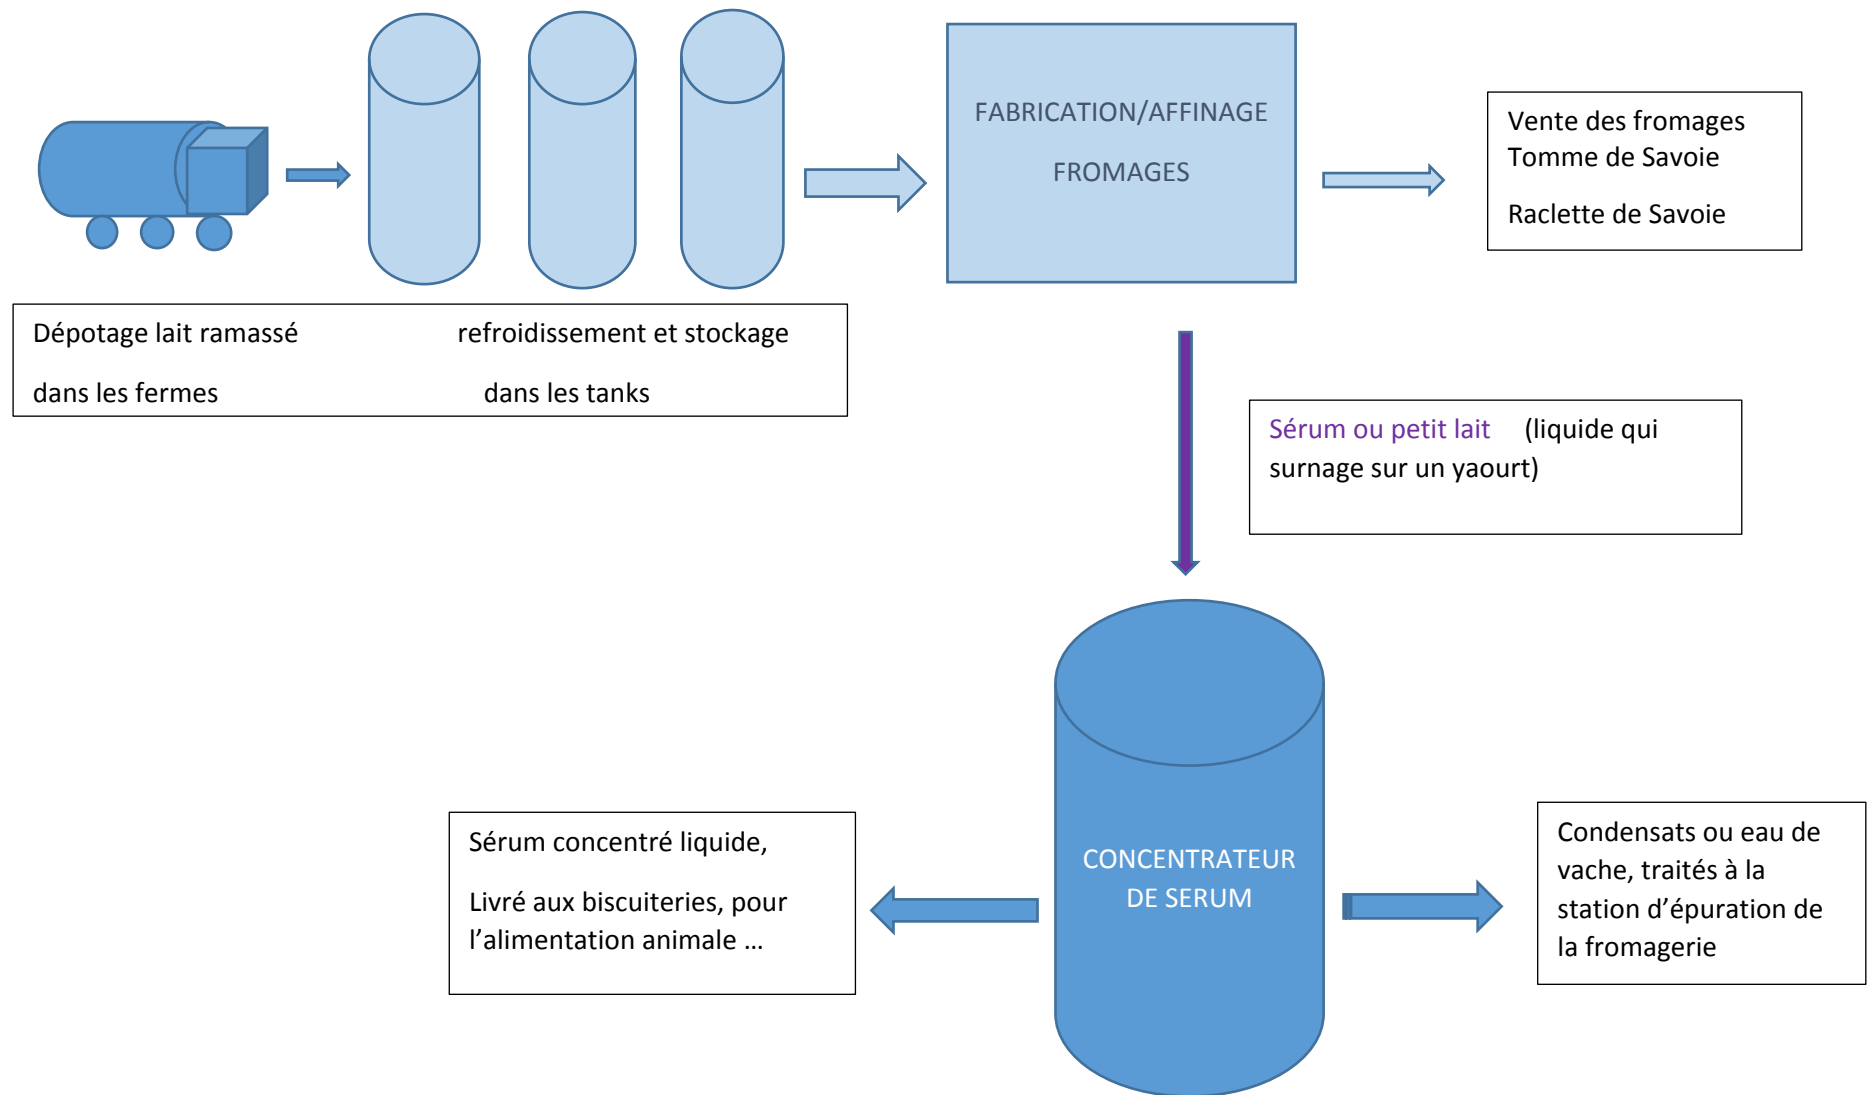 FABRICATION/AFFINAGE
FROMAGES
Vente des fromages
Tomme de Savoie
Raclette de Savoie
Dépotage lait ramassé refroidissement et stockage
dans les fermes dans les tanks
Sérum ou petit lait (liquide qui
surnage sur un yaourt)
Sérum concentré liquide,
Livré aux biscuiteries, pour
l’alimentation animale …
CONCENTRATEUR
DE SERUM
Condensats ou eau de
vache, traités à la
station d’épuration de
la fromagerie